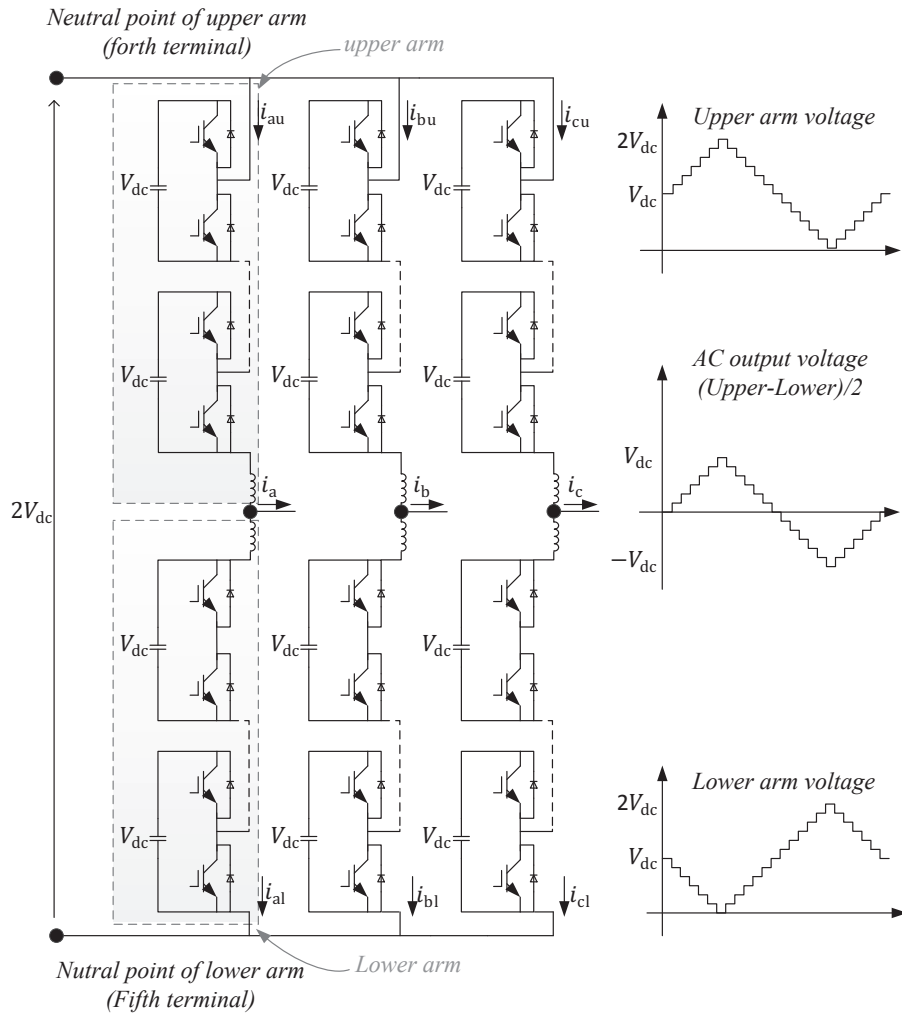 Neutral point of upper arm
(forth terminal)
upper arm
i_au
i_bu
i_cu
V_dc
V_dc
V_dc
V_dc
V_dc
V_dc
i_a
i_b
i_c
2V_dc
V_dc
V_dc
V_dc
V_dc
V_dc
V_dc
i_al
i_bl
i_cl
Nutral point of lower arm
(Fifth terminal)
Lower arm
Upper arm voltage
2V_dc
V_dc
AC output voltage
(Upper-Lower)/2
V_dc
−V_dc
Lower arm voltage
2V_dc
V_dc